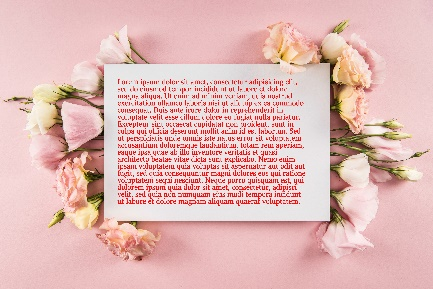 Lorem ipsum dolor sit amet, consectetur adipisicing elit,
sed do eiusmod tempor incididunt ut labore et dolore
magna aliqua. Ut enim ad minim veniam, quis nostrud
exercitation ullamco laboris nisi ut aliquip ex ea commodo
consequat. Duis aute irure dolor in reprehenderit in
voluptate velit esse cillum dolore eu fugiat nulla pariatur.
Excepteur sint occaecat cupidatat non proident, sunt in
culpa qui officia deserunt mollit anim id est laborum. Sed
ut perspiciatis unde omnis iste natus error sit voluptatem
accusantium doloremque laudantium, totam rem aperiam,
eaque ipsa quae ab illo inventore veritatis et quasi
architecto beatae vitae dicta sunt explicabo. Nemo enim
ipsam voluptatem quia voluptas sit aspernatur aut odit aut
fugit, sed quia consequuntur magni dolores eos qui ratione
voluptatem sequi nesciunt. Neque porro quisquam est, qui
dolorem ipsum quia dolor sit amet, consectetur, adipisci
velit, sed quia non numquam eius modi tempora incidunt
ut labore et dolore magnam aliquam quaerat voluptatem.